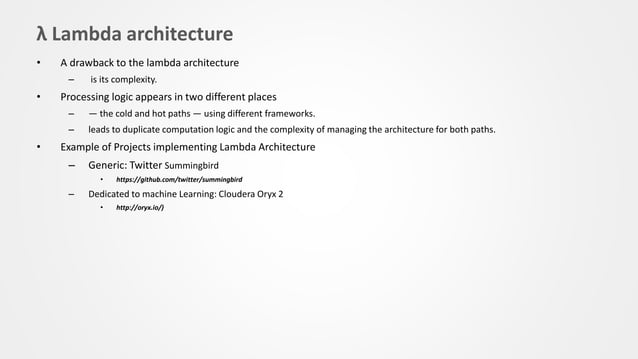 λ Lambda architecture
• A drawback to the lambda architecture
– is its complexity.
• Processing logic appears in two different places
– — the cold and hot paths — using different frameworks.
– leads to duplicate computation logic and the complexity of managing the architecture for both paths.
• Example of Projects implementing Lambda Architecture
– Generic: Twitter Summingbird
• https://github.com/twitter/summingbird
– Dedicated to machine Learning: Cloudera Oryx 2
• http://oryx.io/)